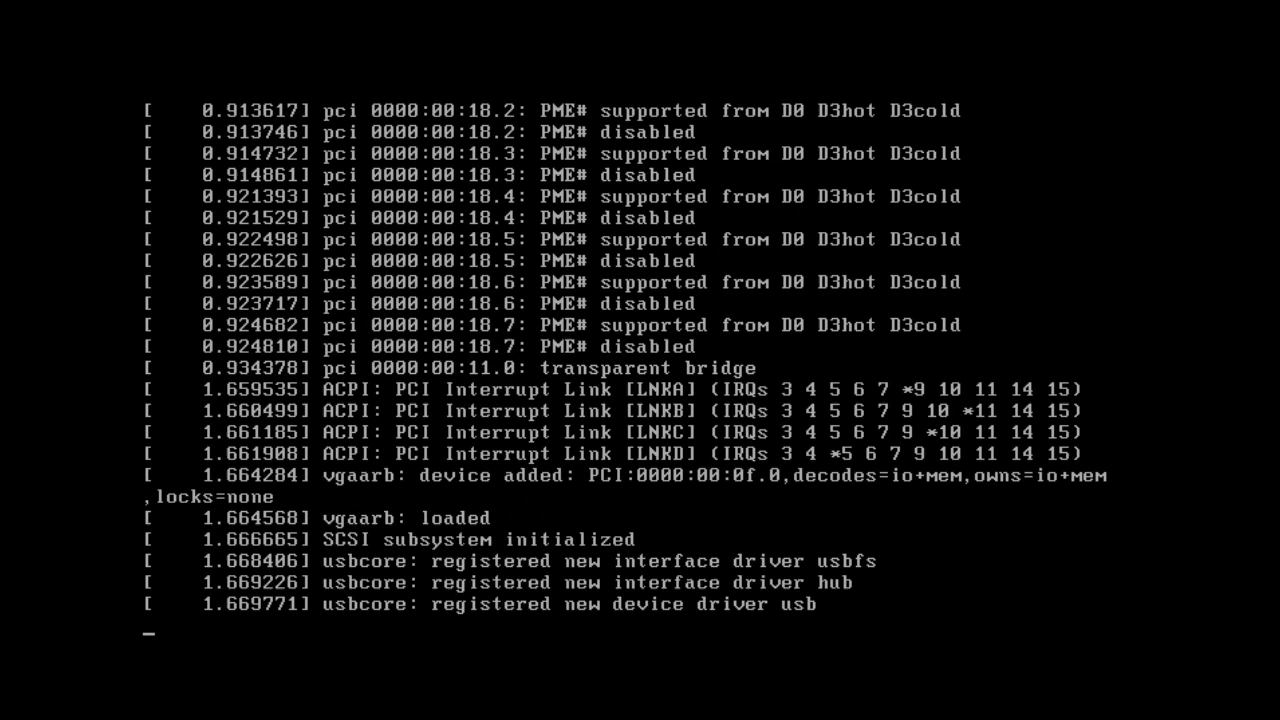 [    0.913617] pci 0000:00:18.2: PME# supported from D0 D3hot D3cold
[    0.913746] pci 0000:00:18.2: PME# disabled
[    0.914732] pci 0000:00:18.3: PME# supported from D0 D3hot D3cold
[    0.914861] pci 0000:00:18.3: PME# disabled
[    0.921393] pci 0000:00:18.4: PME# supported from D0 D3hot D3cold
[    0.921529] pci 0000:00:18.4: PME# disabled
[    0.922498] pci 0000:00:18.5: PME# supported from D0 D3hot D3cold
[    0.922626] pci 0000:00:18.5: PME# disabled
[    0.923589] pci 0000:00:18.6: PME# supported from D0 D3hot D3cold
[    0.923717] pci 0000:00:18.6: PME# disabled
[    0.924682] pci 0000:00:18.7: PME# supported from D0 D3hot D3cold
[    0.924810] pci 0000:00:18.7: PME# disabled
[    0.934378] pci 0000:00:11.0: transparent bridge
[    1.659535] ACPI: PCI Interrupt Link [LNKA] (IRQs 3 4 5 6 7 *9 10 11 14 15)
[    1.660499] ACPI: PCI Interrupt Link [LNKB] (IRQs 3 4 5 6 7 9 10 *11 14 15)
[    1.661185] ACPI: PCI Interrupt Link [LNKC] (IRQs 3 4 5 6 7 9 *10 11 14 15)
[    1.661908] ACPI: PCI Interrupt Link [LNKD] (IRQs 3 4 *5 6 7 9 10 11 14 15)
[    1.664284] vgaarb: device added: PCI:0000:00:0f.0,decodes=io+mem,owns=io+mem
,locks=none
[    1.664568] vgaarb: loaded
[    1.666665] SCSI subsystem initialized
[    1.668406] usbcore: registered new interface driver usbfs
[    1.669226] usbcore: registered new interface driver hub
[    1.669771] usbcore: registered new device driver usb
_